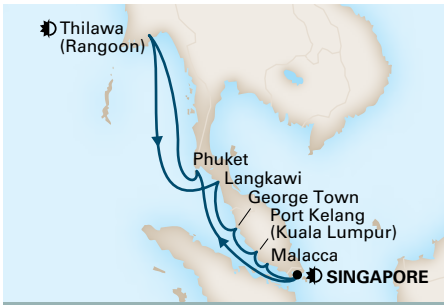 Thilawa
(Rangoon)
Phuket
Langkawi
George Town
Port Kelang
(Kuala Lumpur)
Malacca
SINGAPORE